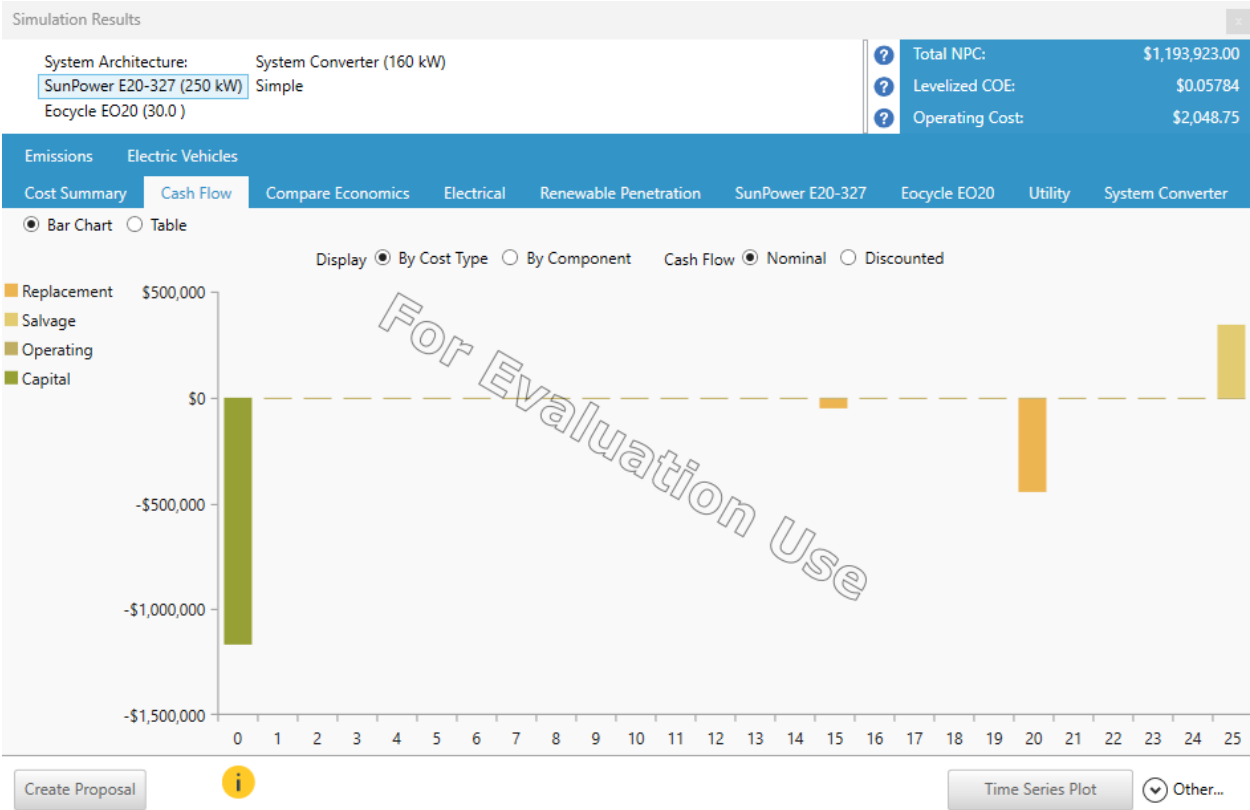 Simulation Results
x
System Architecture:
System Converter (160 kW)
SunPower E20-327 (250 kW)
Simple
Eocycle EO20 (30.0 )
? Total NPC: $1,193,923.00
? Levelized COE: $0.05784
? Operating Cost: $2,048.75
Emissions Electric Vehicles
Cost Summary Cash Flow Compare Economics Electrical Renewable Penetration SunPower E20-327 Eocycle EO20 Utility System Converter
Bar Chart Table
Display By Cost Type By Component Cash Flow Nominal Discounted
Replacement
Salvage
Operating
Capital
$500,000
$0
-$500,000
-$1,000,000
-$1,500,000
For Evaluation Use
0 1 2 3 4 5 6 7 8 9 10 11 12 13 14 15 16 17 18 19 20 21 22 23 24 25
Create Proposal
i
Time Series Plot
Other...